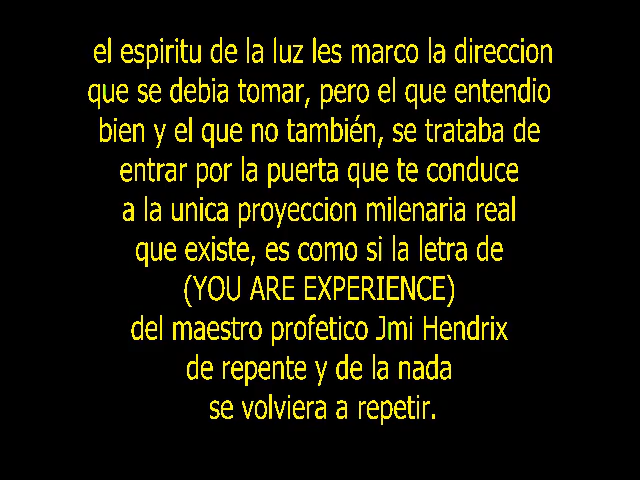 el espiritu de la luz les marco la direccion
que se debia tomar, pero el que entendio
bien y el que no también, se trataba de
entrar por la puerta que te conduce
a la unica proyeccion milenaria real
que existe, es como si la letra de
(YOU ARE EXPERIENCE)
del maestro profetico Jmi Hendrix
de repente y de la nada
se volviera a repetir.